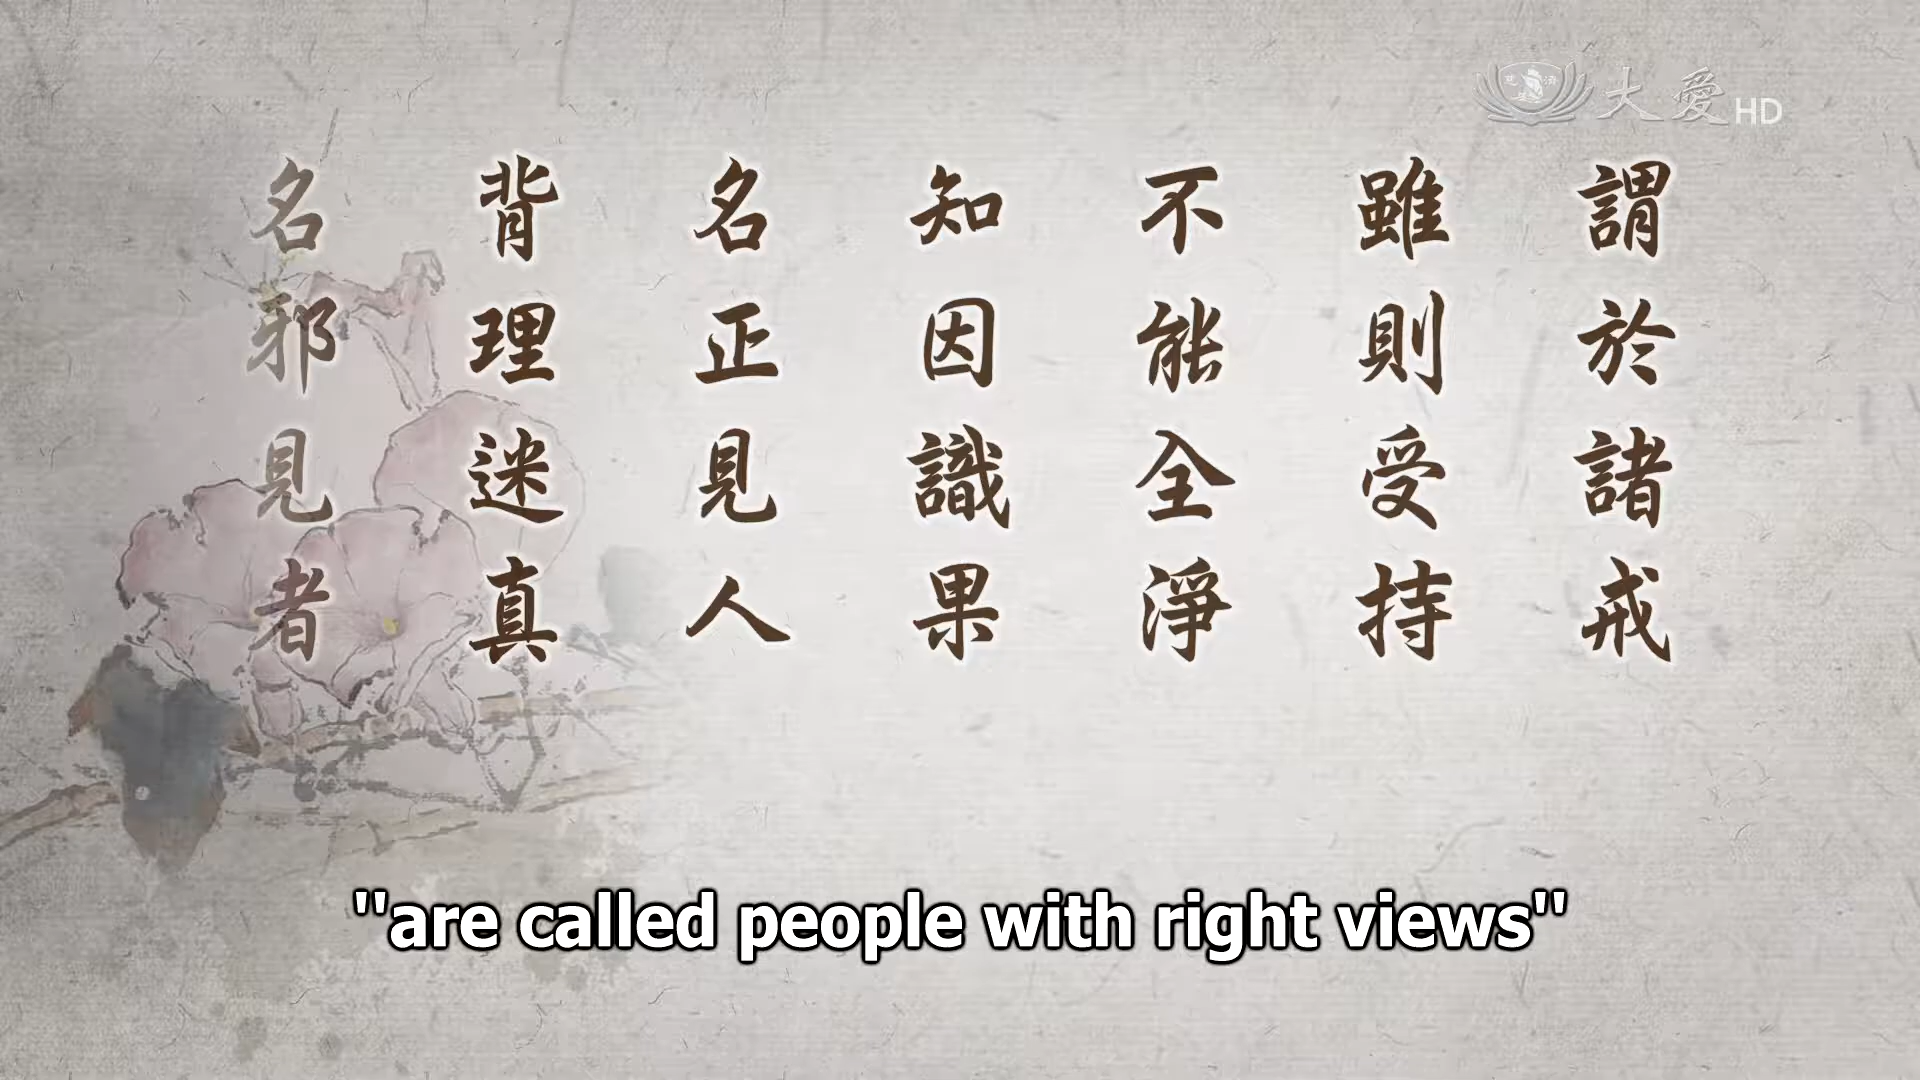 大愛HD
謂於諸戒
雖則受持
不能全淨
知因識果
名正見人
背理迷真
名邪見者
"are called people with right views"